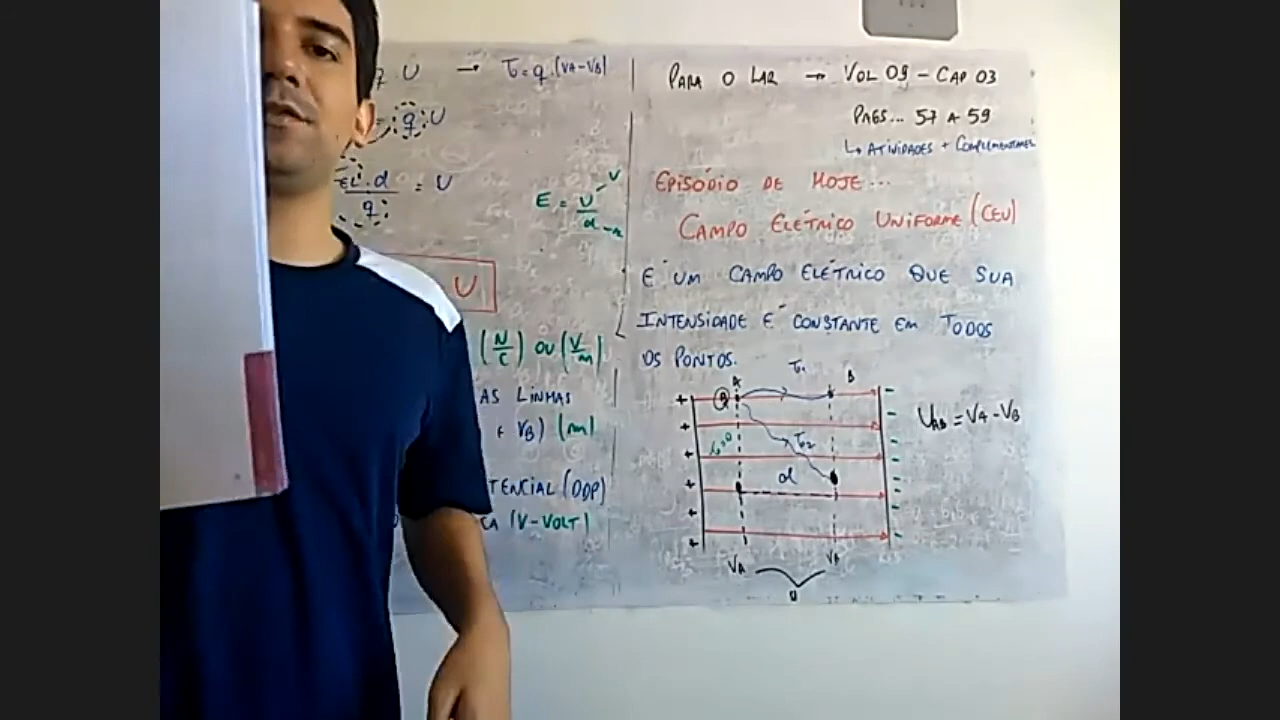 U → τ = q.(VA-VB)
q U
EL.d / q = U
E = U / d
V
U
(N/C) OU (V/m)
AS LINHAS
+ VB) (m)
TENCIAL (DDP)
CA (V-VOLT)
PARA O LAR → VOL 09 - CAP 03
PAGS... 57 A 59
↳ ATIVIDADES + COMPLEMENTARES
EPISÓDIO DE HOJE...
CAMPO ELÉTRICO UNIFORME (CEU)
É UM CAMPO ELÉTRICO QUE SUA
INTENSIDADE É CONSTANTE EM TODOS
OS PONTOS.
A τ1 B
+ -
τ2
d
UAB = VA - VB
VA VB
U